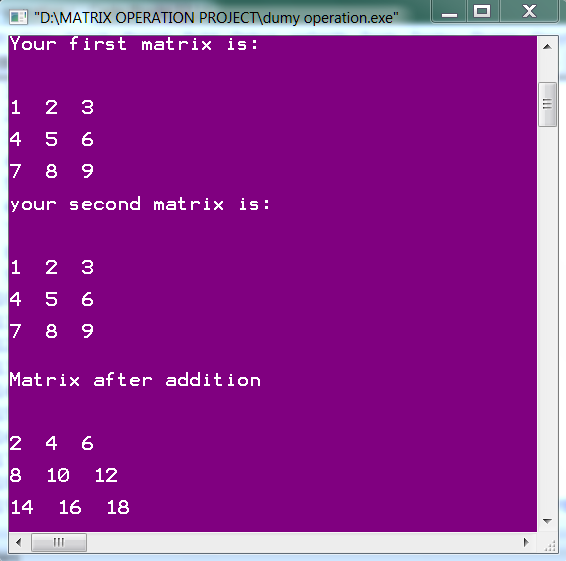 "D:\MATRIX OPERATION PROJECT\dumy operation.exe"
Your first matrix is:
1  2  3
4  5  6
7  8  9
your second matrix is:
1  2  3
4  5  6
7  8  9
Matrix after addition
2  4  6
8  10  12
14  16  18